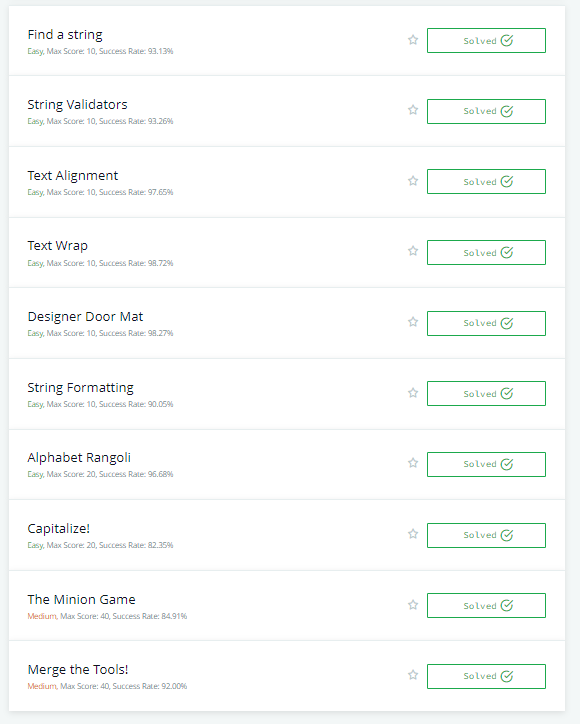 Find a string
Easy, Max Score: 10, Success Rate: 93.13%
Solved
String Validators
Easy, Max Score: 10, Success Rate: 93.26%
Solved
Text Alignment
Easy, Max Score: 10, Success Rate: 97.65%
Solved
Text Wrap
Easy, Max Score: 10, Success Rate: 98.72%
Solved
Designer Door Mat
Easy, Max Score: 10, Success Rate: 98.27%
Solved
String Formatting
Easy, Max Score: 10, Success Rate: 90.05%
Solved
Alphabet Rangoli
Easy, Max Score: 20, Success Rate: 96.68%
Solved
Capitalize!
Easy, Max Score: 20, Success Rate: 82.35%
Solved
The Minion Game
Medium, Max Score: 40, Success Rate: 84.91%
Solved
Merge the Tools!
Medium, Max Score: 40, Success Rate: 92.00%
Solved